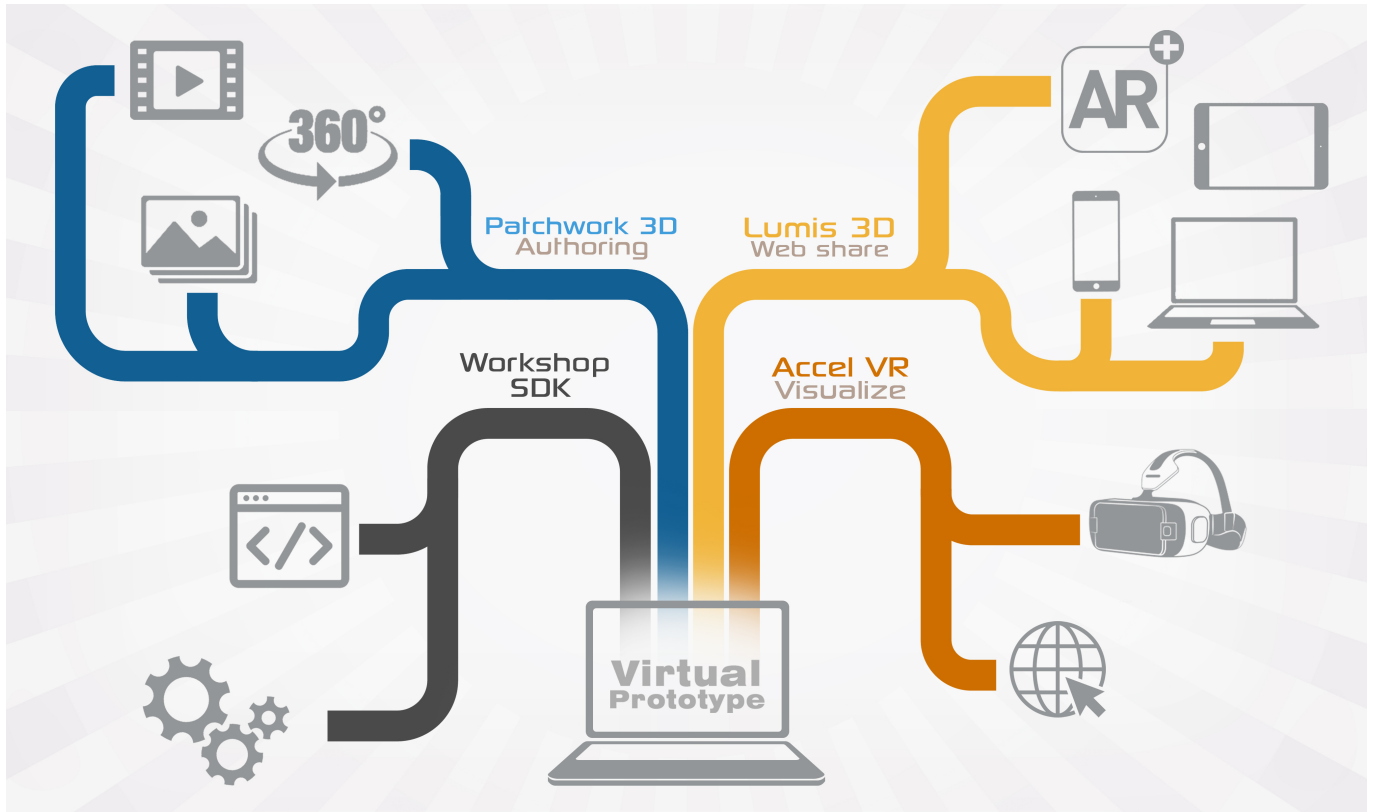 360°
AR
Patchwork 3D
Authoring
Lumis 3D
Web share
Workshop
SDK
Accel VR
Visualize
</>
Virtual
Prototype